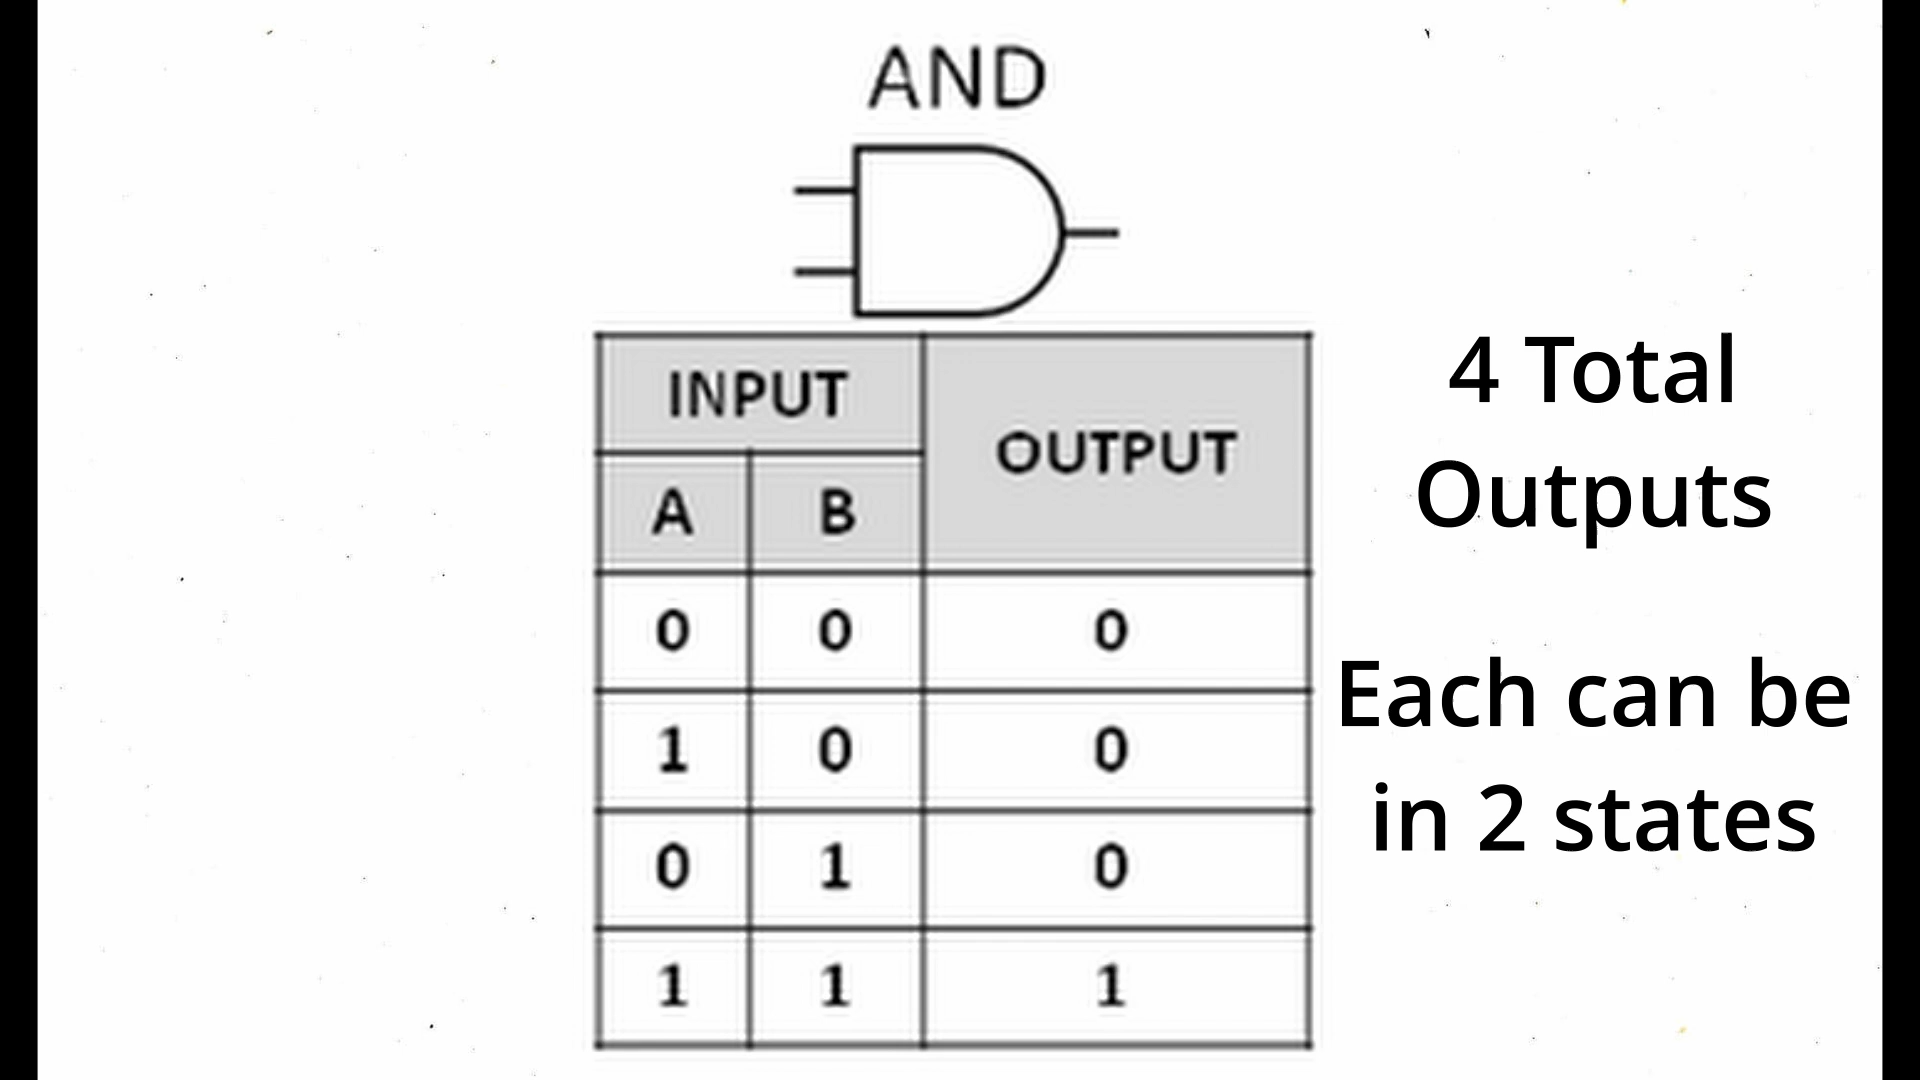 AND
INPUT OUTPUT
A B
0 0 0
1 0 0
0 1 0
1 1 1
4 Total
Outputs
Each can be
in 2 states